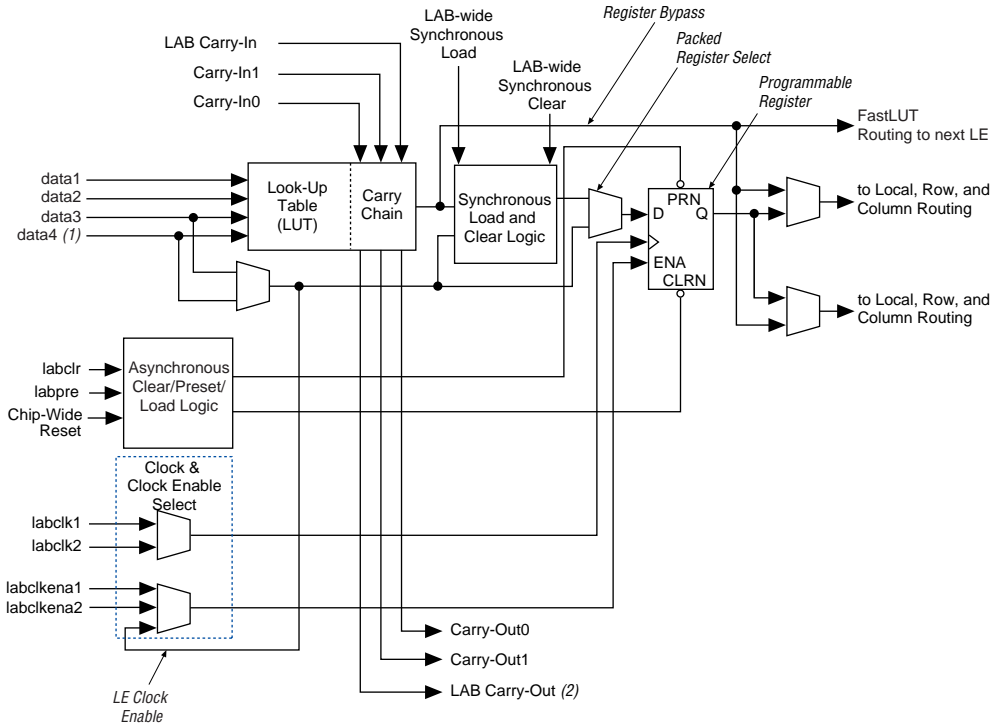 LAB-wide
Synchronous
Load
Register Bypass
Packed
Register Select
LAB Carry-In
Carry-In1
Carry-In0
LAB-wide
Synchronous
Clear
Programmable
Register
FastLUT
Routing to next LE
data1
data2
data3
data4 (1)
Look-Up
Table
(LUT)
Carry
Chain
Synchronous
Load and
Clear Logic
PRN
D
Q
ENA
CLRN
to Local, Row, and
Column Routing
to Local, Row, and
Column Routing
labclr
labpre
Chip-Wide
Reset
Asynchronous
Clear/Preset/
Load Logic
Clock &
Clock Enable
Select
labclk1
labclk2
labclkena1
labclkena2
Carry-Out0
Carry-Out1
LAB Carry-Out (2)
LE Clock
Enable